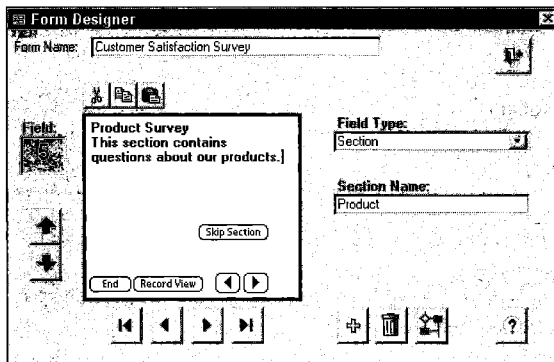 Form Designer
Form Name: Customer Satisfaction Survey
Field:
Product Survey
This section contains
questions about our products.
Skip Section
End Record View
Field Type:
Section
Section Name:
Product
?